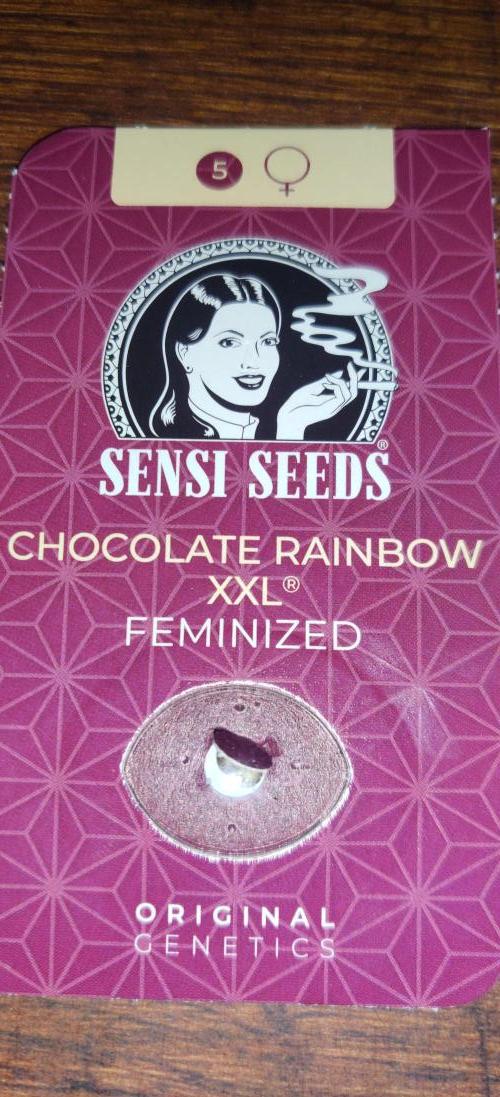 5
SENSI SEEDS®
CHOCOLATE RAINBOW
XXL®
FEMINIZED
ORIGINAL
GENETICS